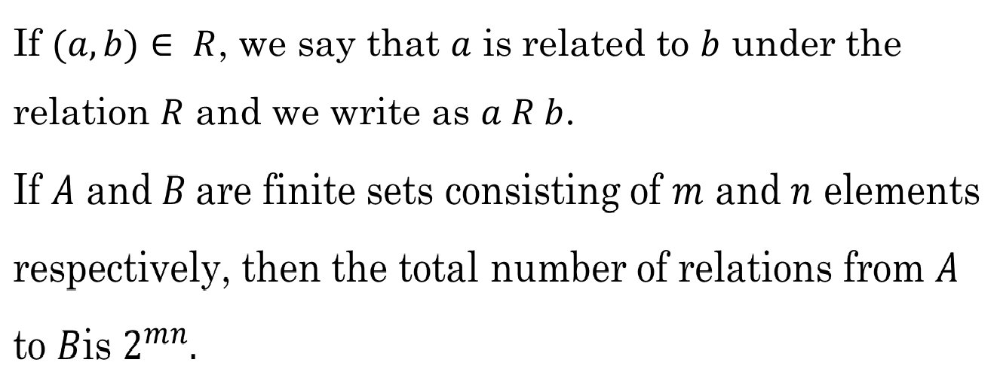 If (a, b) ∈ R, we say that a is related to b under the
relation R and we write as a R b.
If A and B are finite sets consisting of m and n elements
respectively, then the total number of relations from A
to Bis 2^{mn}.